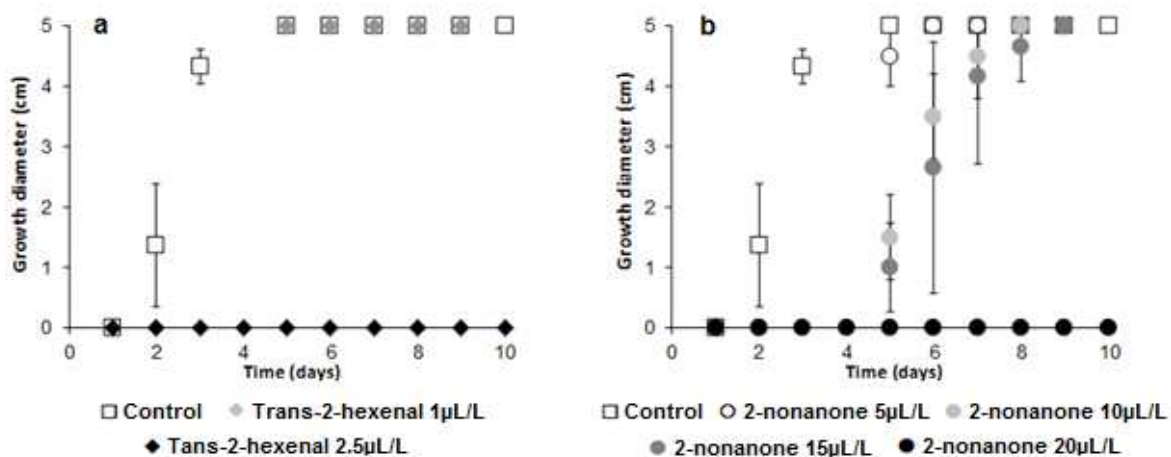 a
Growth diameter (cm)
5
4
3
2
1
0
0 2 4 6 8 10
Time (days)
Control Trans-2-hexenal 1µL/L
Tans-2-hexenal 2.5µL/L
b
Growth diameter (cm)
5
4
3
2
1
0
0 2 4 6 8 10
Time (days)
Control 2-nonanone 5µL/L 2-nonanone 10µL/L
2-nonanone 15µL/L 2-nonanone 20µL/L